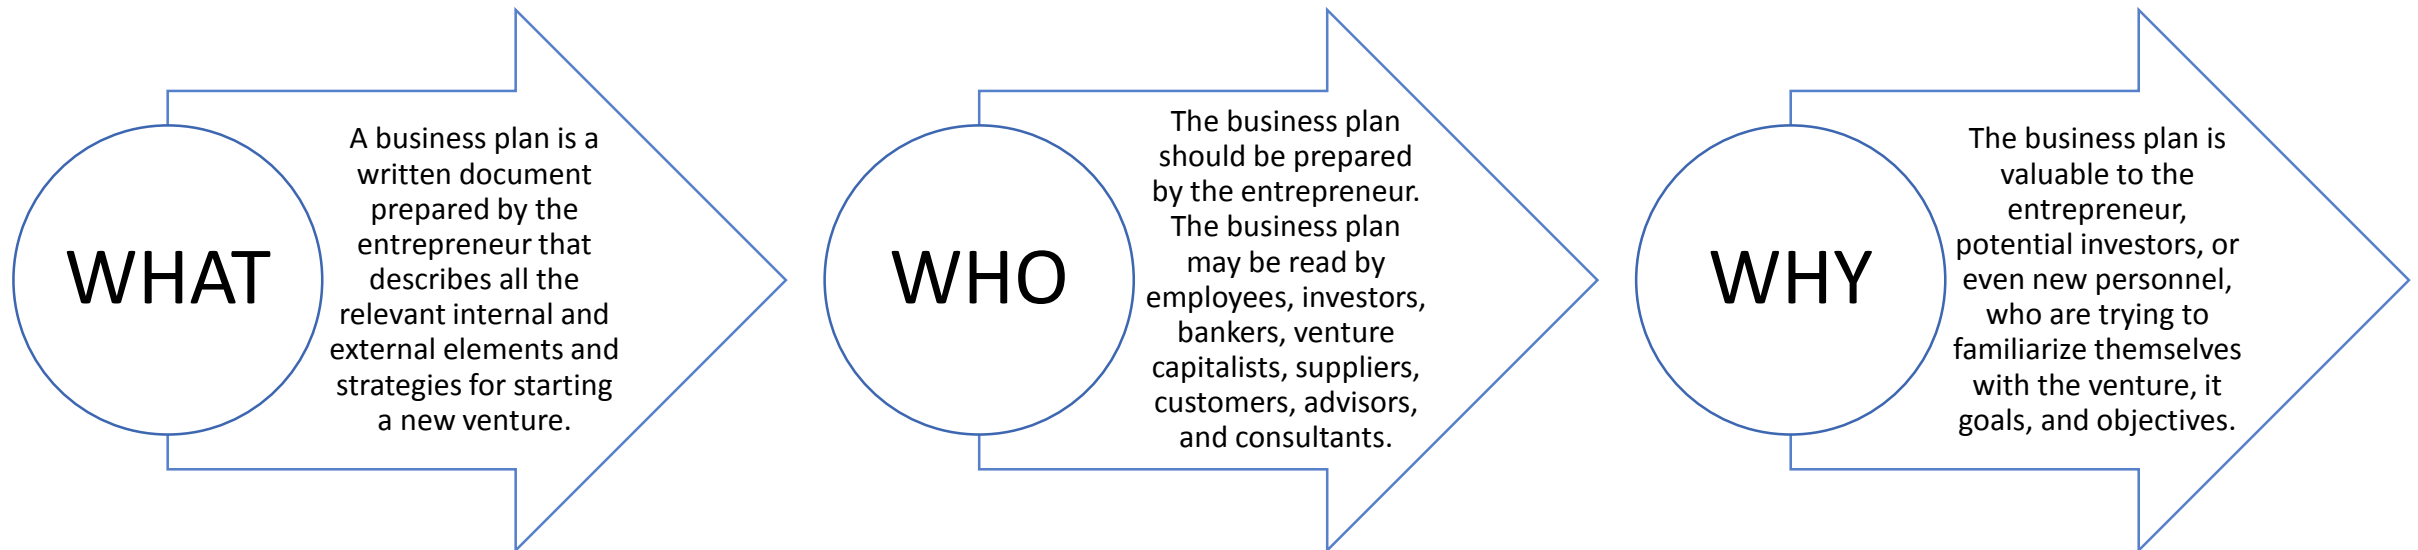 WHAT
A business plan is a
written document
prepared by the
entrepreneur that
describes all the
relevant internal and
external elements and
strategies for starting
a new venture.
WHO
The business plan
should be prepared
by the entrepreneur.
The business plan
may be read by
employees, investors,
bankers, venture
capitalists, suppliers,
customers, advisors,
and consultants.
WHY
The business plan is
valuable to the
entrepreneur,
potential investors, or
even new personnel,
who are trying to
familiarize themselves
with the venture, it
goals, and objectives.